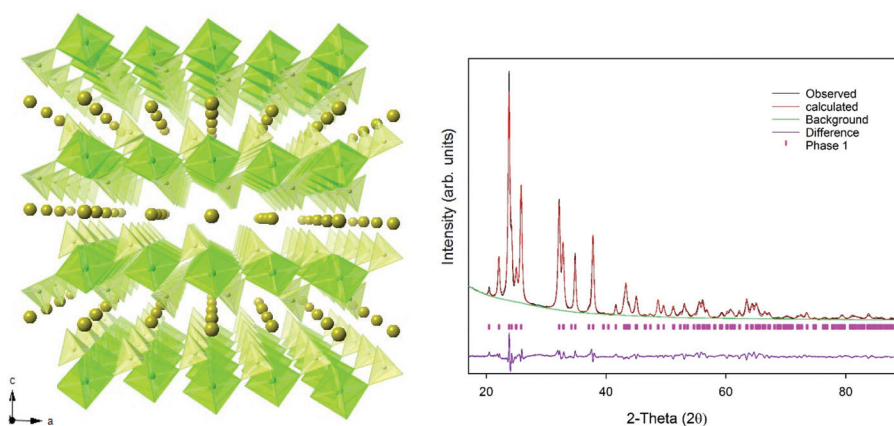 c
a
Intensity (arb. units)
Observed
calculated
Background
Difference
Phase 1
20
40
60
80
2-Theta (2θ)